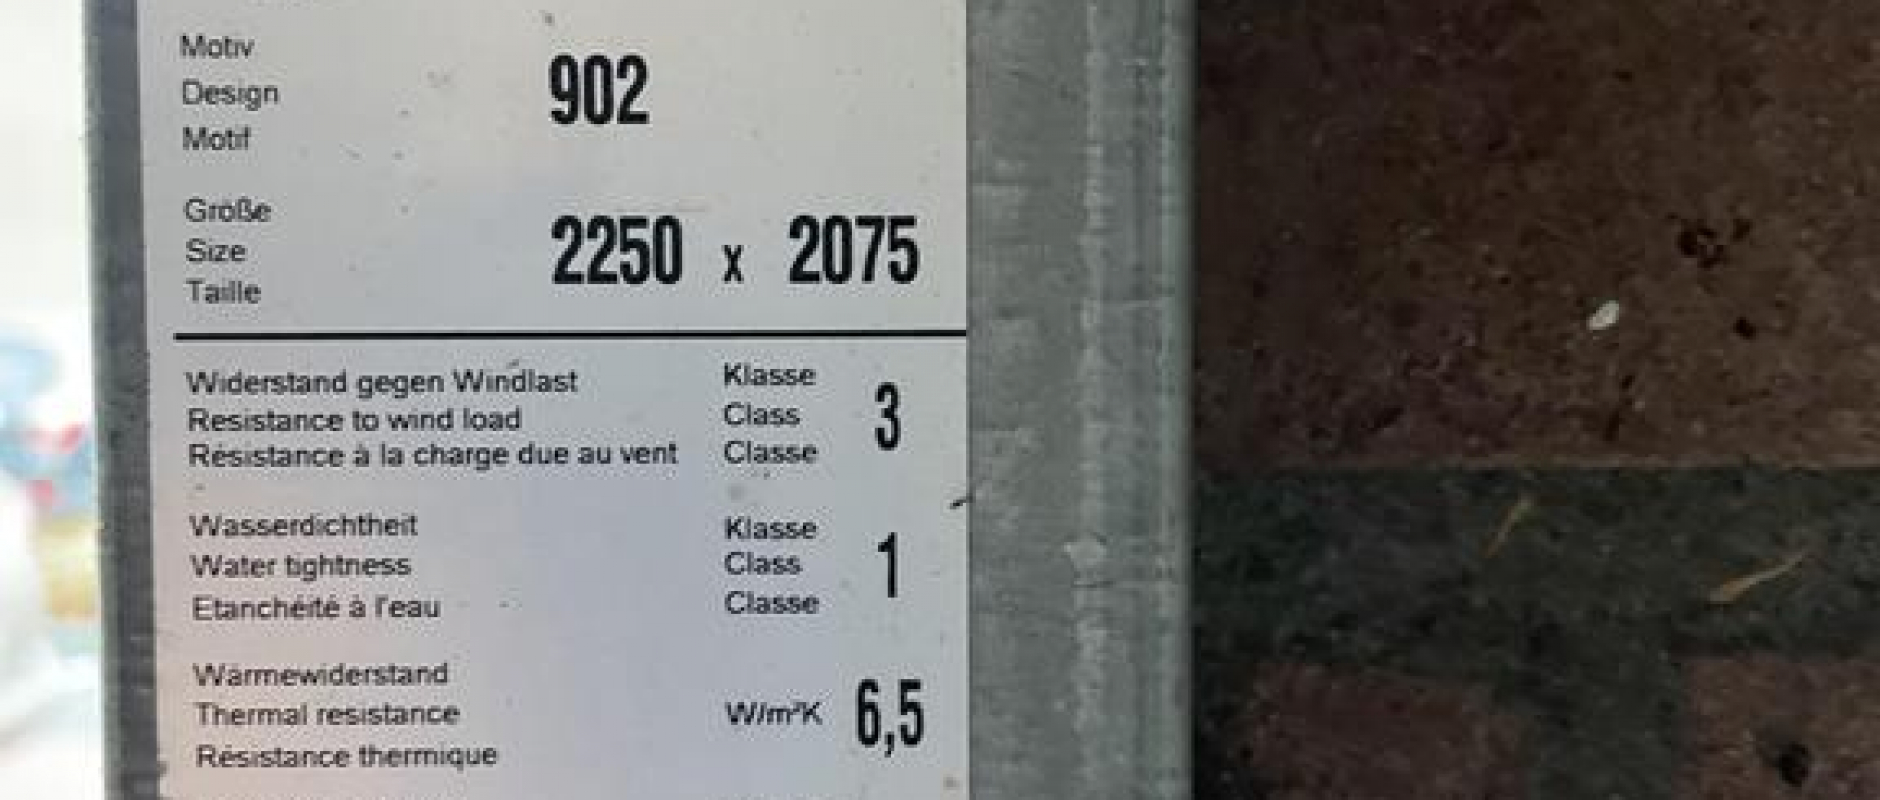 Motiv
Design 902
Motif
Größe
Size 2250 x 2075
Taille
Widerstand gegen Windlast Klasse
Resistance to wind load Class 3
Résistance à la charge due au vent Classe
Wasserdichtheit Klasse
Water tightness Class 1
Etanchéité à l'eau Classe
Wärmewiderstand
Thermal resistance W/m²K 6,5
Résistance thermique